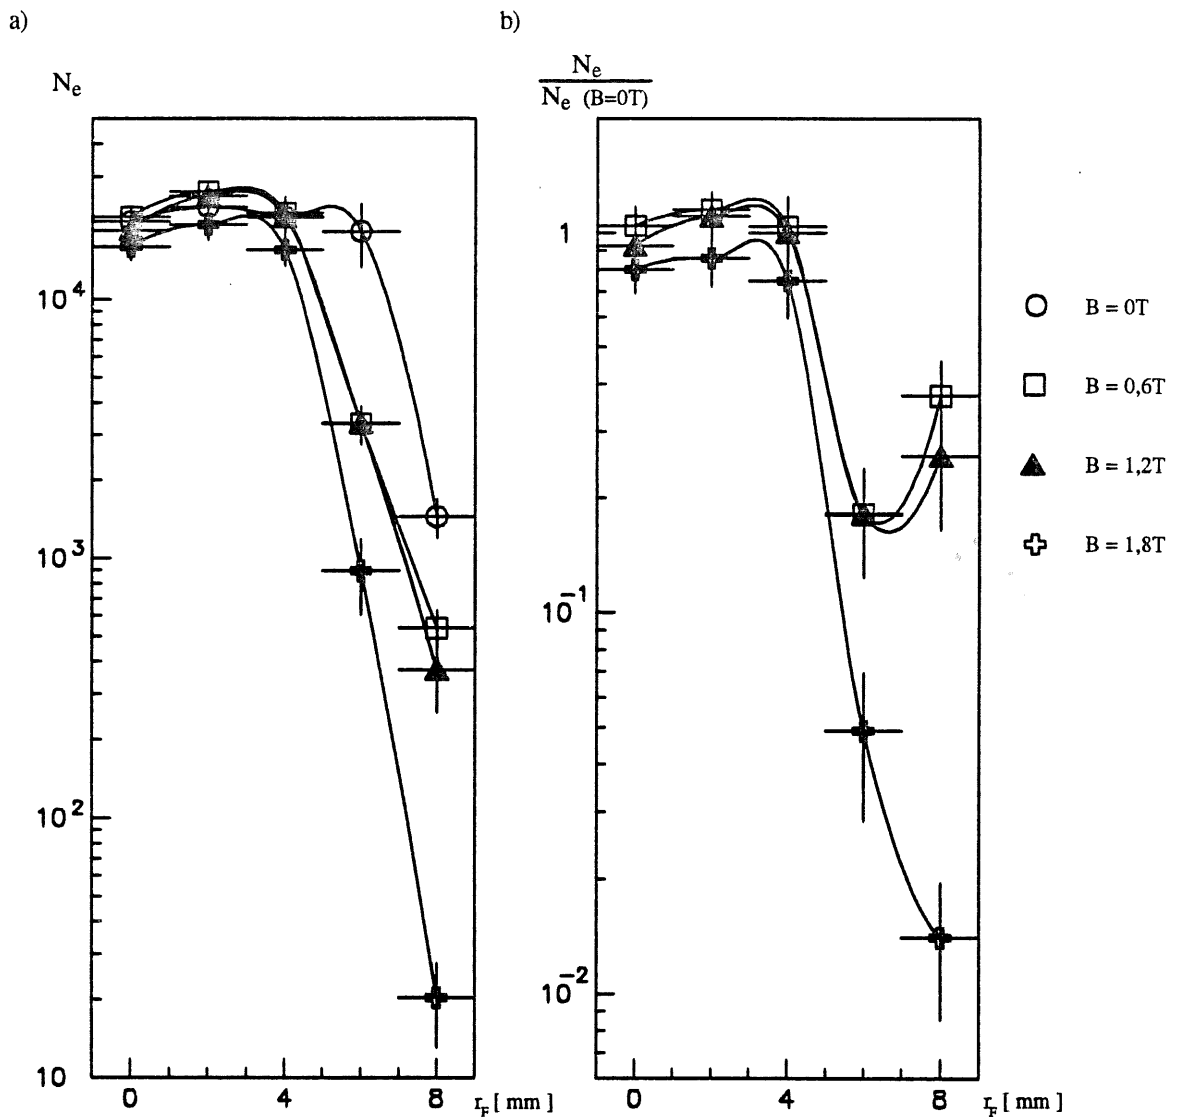 a)
N_e
10^4
10^3
10^2
10
0 4 8 r_F [ mm ]
b)
N_e
N_e (B=0T)
1
10^-1
10^-2
0 4 8 r_F [ mm ]
B = 0T
B = 0,6T
B = 1,2T
B = 1,8T